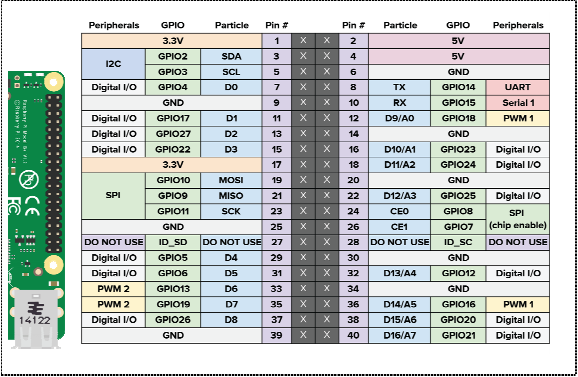 Peripherals GPIO Particle Pin # Pin # Particle GPIO Peripherals
3.3V 1 X X 2 5V
I2C GPIO2 SDA 3 X X 4 5V
GPIO3 SCL 5 X X 6 GND
Digital I/O GPIO4 D0 7 X X 8 TX GPIO14 UART
GND 9 X X 10 RX GPIO15 Serial 1
Digital I/O GPIO17 D1 11 X X 12 D9/A0 GPIO18 PWM 1
Digital I/O GPIO27 D2 13 X X 14 GND
Digital I/O GPIO22 D3 15 X X 16 D10/A1 GPIO23 Digital I/O
3.3V 17 X X 18 D11/A2 GPIO24 Digital I/O
SPI GPIO10 MOSI 19 X X 20 GND
GPIO9 MISO 21 X X 22 D12/A3 GPIO25 Digital I/O
GPIO11 SCK 23 X X 24 CE0 GPIO8 SPI
GND 25 X X 26 CE1 GPIO7 (chip enable)
DO NOT USE ID_SD DO NOT USE 27 X X 28 DO NOT USE ID_SC DO NOT USE
Digital I/O GPIO5 D4 29 X X 30 GND
Digital I/O GPIO6 D5 31 X X 32 D13/A4 GPIO12 Digital I/O
PWM 2 GPIO13 D6 33 X X 34 GND
PWM 2 GPIO19 D7 35 X X 36 D14/A5 GPIO16 PWM 1
Digital I/O GPIO26 D8 37 X X 38 D15/A6 GPIO20 Digital I/O
GND 39 X X 40 D16/A7 GPIO21 Digital I/O
FC CE
14122